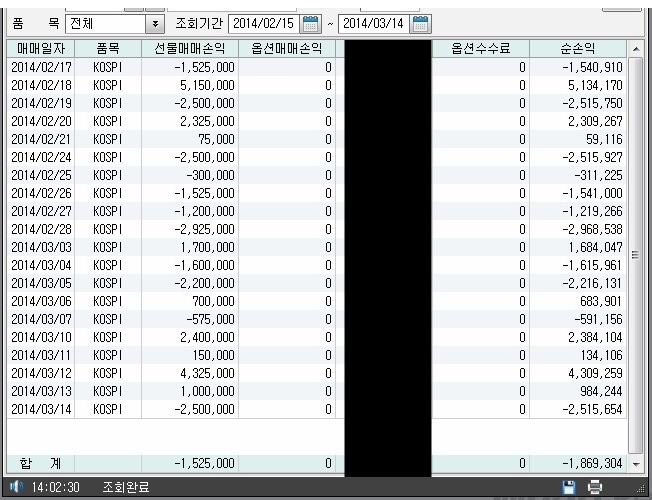 품 목 전체 조회기간 2014/02/15 ~ 2014/03/14
매매일자 품목 선물매매손익 옵션매매손익 옵션수수료 순손익
2014/02/17 KOSPI -1,525,000 0 0 -1,540,910
2014/02/18 KOSPI 5,150,000 0 0 5,134,170
2014/02/19 KOSPI -2,500,000 0 0 -2,515,750
2014/02/20 KOSPI 2,325,000 0 0 2,309,267
2014/02/21 KOSPI 75,000 0 0 59,116
2014/02/24 KOSPI -2,500,000 0 0 -2,515,927
2014/02/25 KOSPI -300,000 0 0 -311,225
2014/02/26 KOSPI -1,525,000 0 0 -1,541,000
2014/02/27 KOSPI -1,200,000 0 0 -1,219,266
2014/02/28 KOSPI -2,925,000 0 0 -2,968,538
2014/03/03 KOSPI 1,700,000 0 0 1,684,047
2014/03/04 KOSPI -1,600,000 0 0 -1,615,961
2014/03/05 KOSPI -2,200,000 0 0 -2,216,131
2014/03/06 KOSPI 700,000 0 0 683,901
2014/03/07 KOSPI -575,000 0 0 -591,156
2014/03/10 KOSPI 2,400,000 0 0 2,384,104
2014/03/11 KOSPI 150,000 0 0 134,106
2014/03/12 KOSPI 4,325,000 0 0 4,309,259
2014/03/13 KOSPI 1,000,000 0 0 984,244
2014/03/14 KOSPI -2,500,000 0 0 -2,515,654
합 계 -1,525,000 0 0 -1,869,304
14:02:30 조회완료